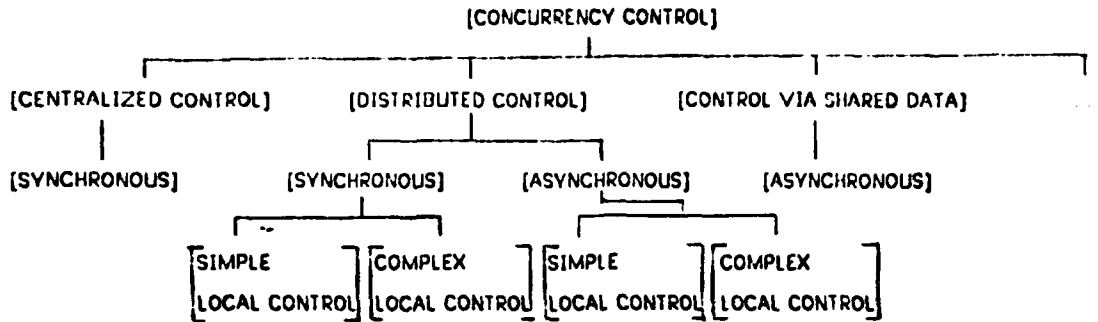 [CONCURRENCY CONTROL]
[CENTRALIZED CONTROL] [DISTRIBUTED CONTROL] [CONTROL VIA SHARED DATA]
[SYNCHRONOUS] [SYNCHRONOUS] [ASYNCHRONOUS] [ASYNCHRONOUS]
[SIMPLE COMPLEX SIMPLE COMPLEX
LOCAL CONTROL] LOCAL CONTROL LOCAL CONTROL LOCAL CONTROL]